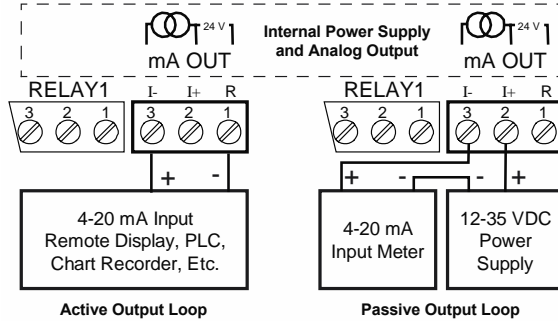 24 V
Internal Power Supply
and Analog Output
24 V
mA OUT
mA OUT
RELAY1
I- I+ R
RELAY1
I- I+ R
3 2 1
3 2 1
3 2 1
3 2 1
+ -
+ - - +
4-20 mA Input
Remote Display, PLC,
Chart Recorder, Etc.
4-20 mA
Input Meter
12-35 VDC
Power
Supply
Active Output Loop
Passive Output Loop